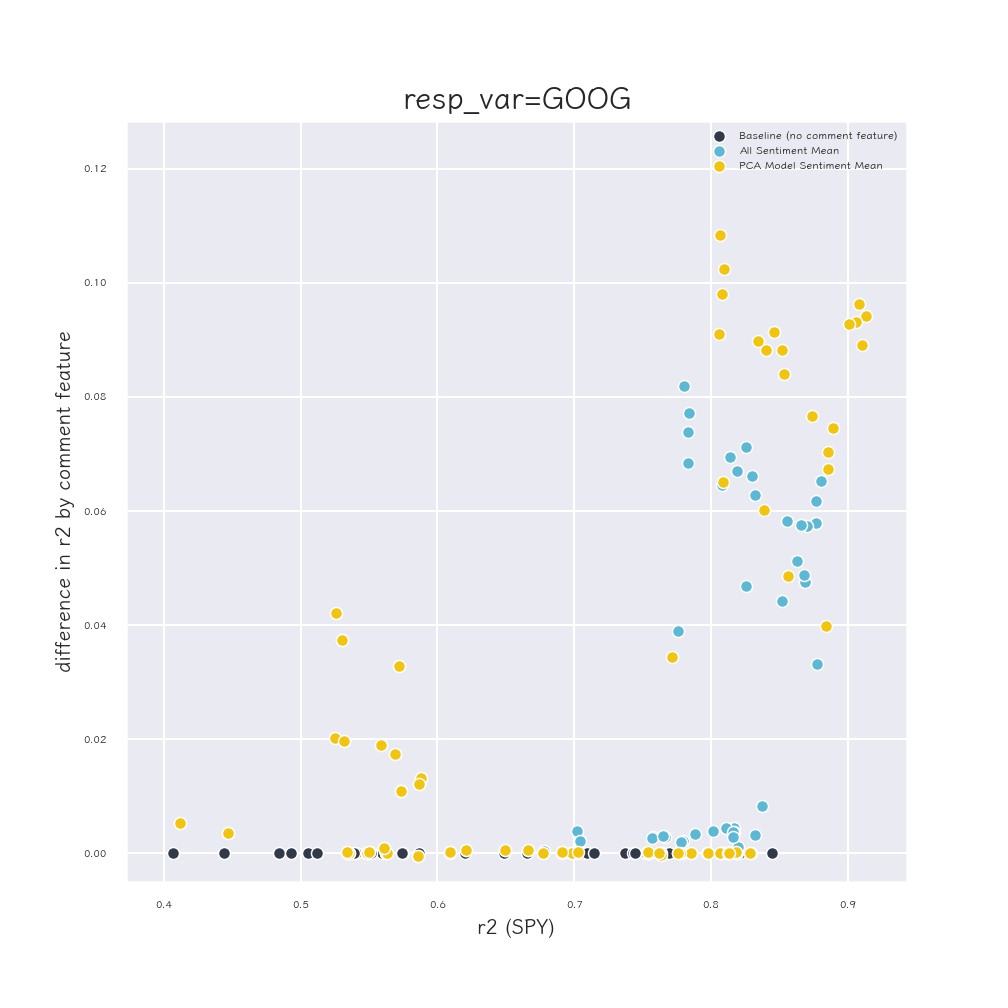 resp_var=GOOG
Baseline (no comment feature)
All Sentiment Mean
PCA Model Sentiment Mean
0.12
0.10
0.08
0.06
0.04
0.02
0.00
difference in r2 by comment feature
0.4 0.5 0.6 0.7 0.8 0.9
r2 (SPY)